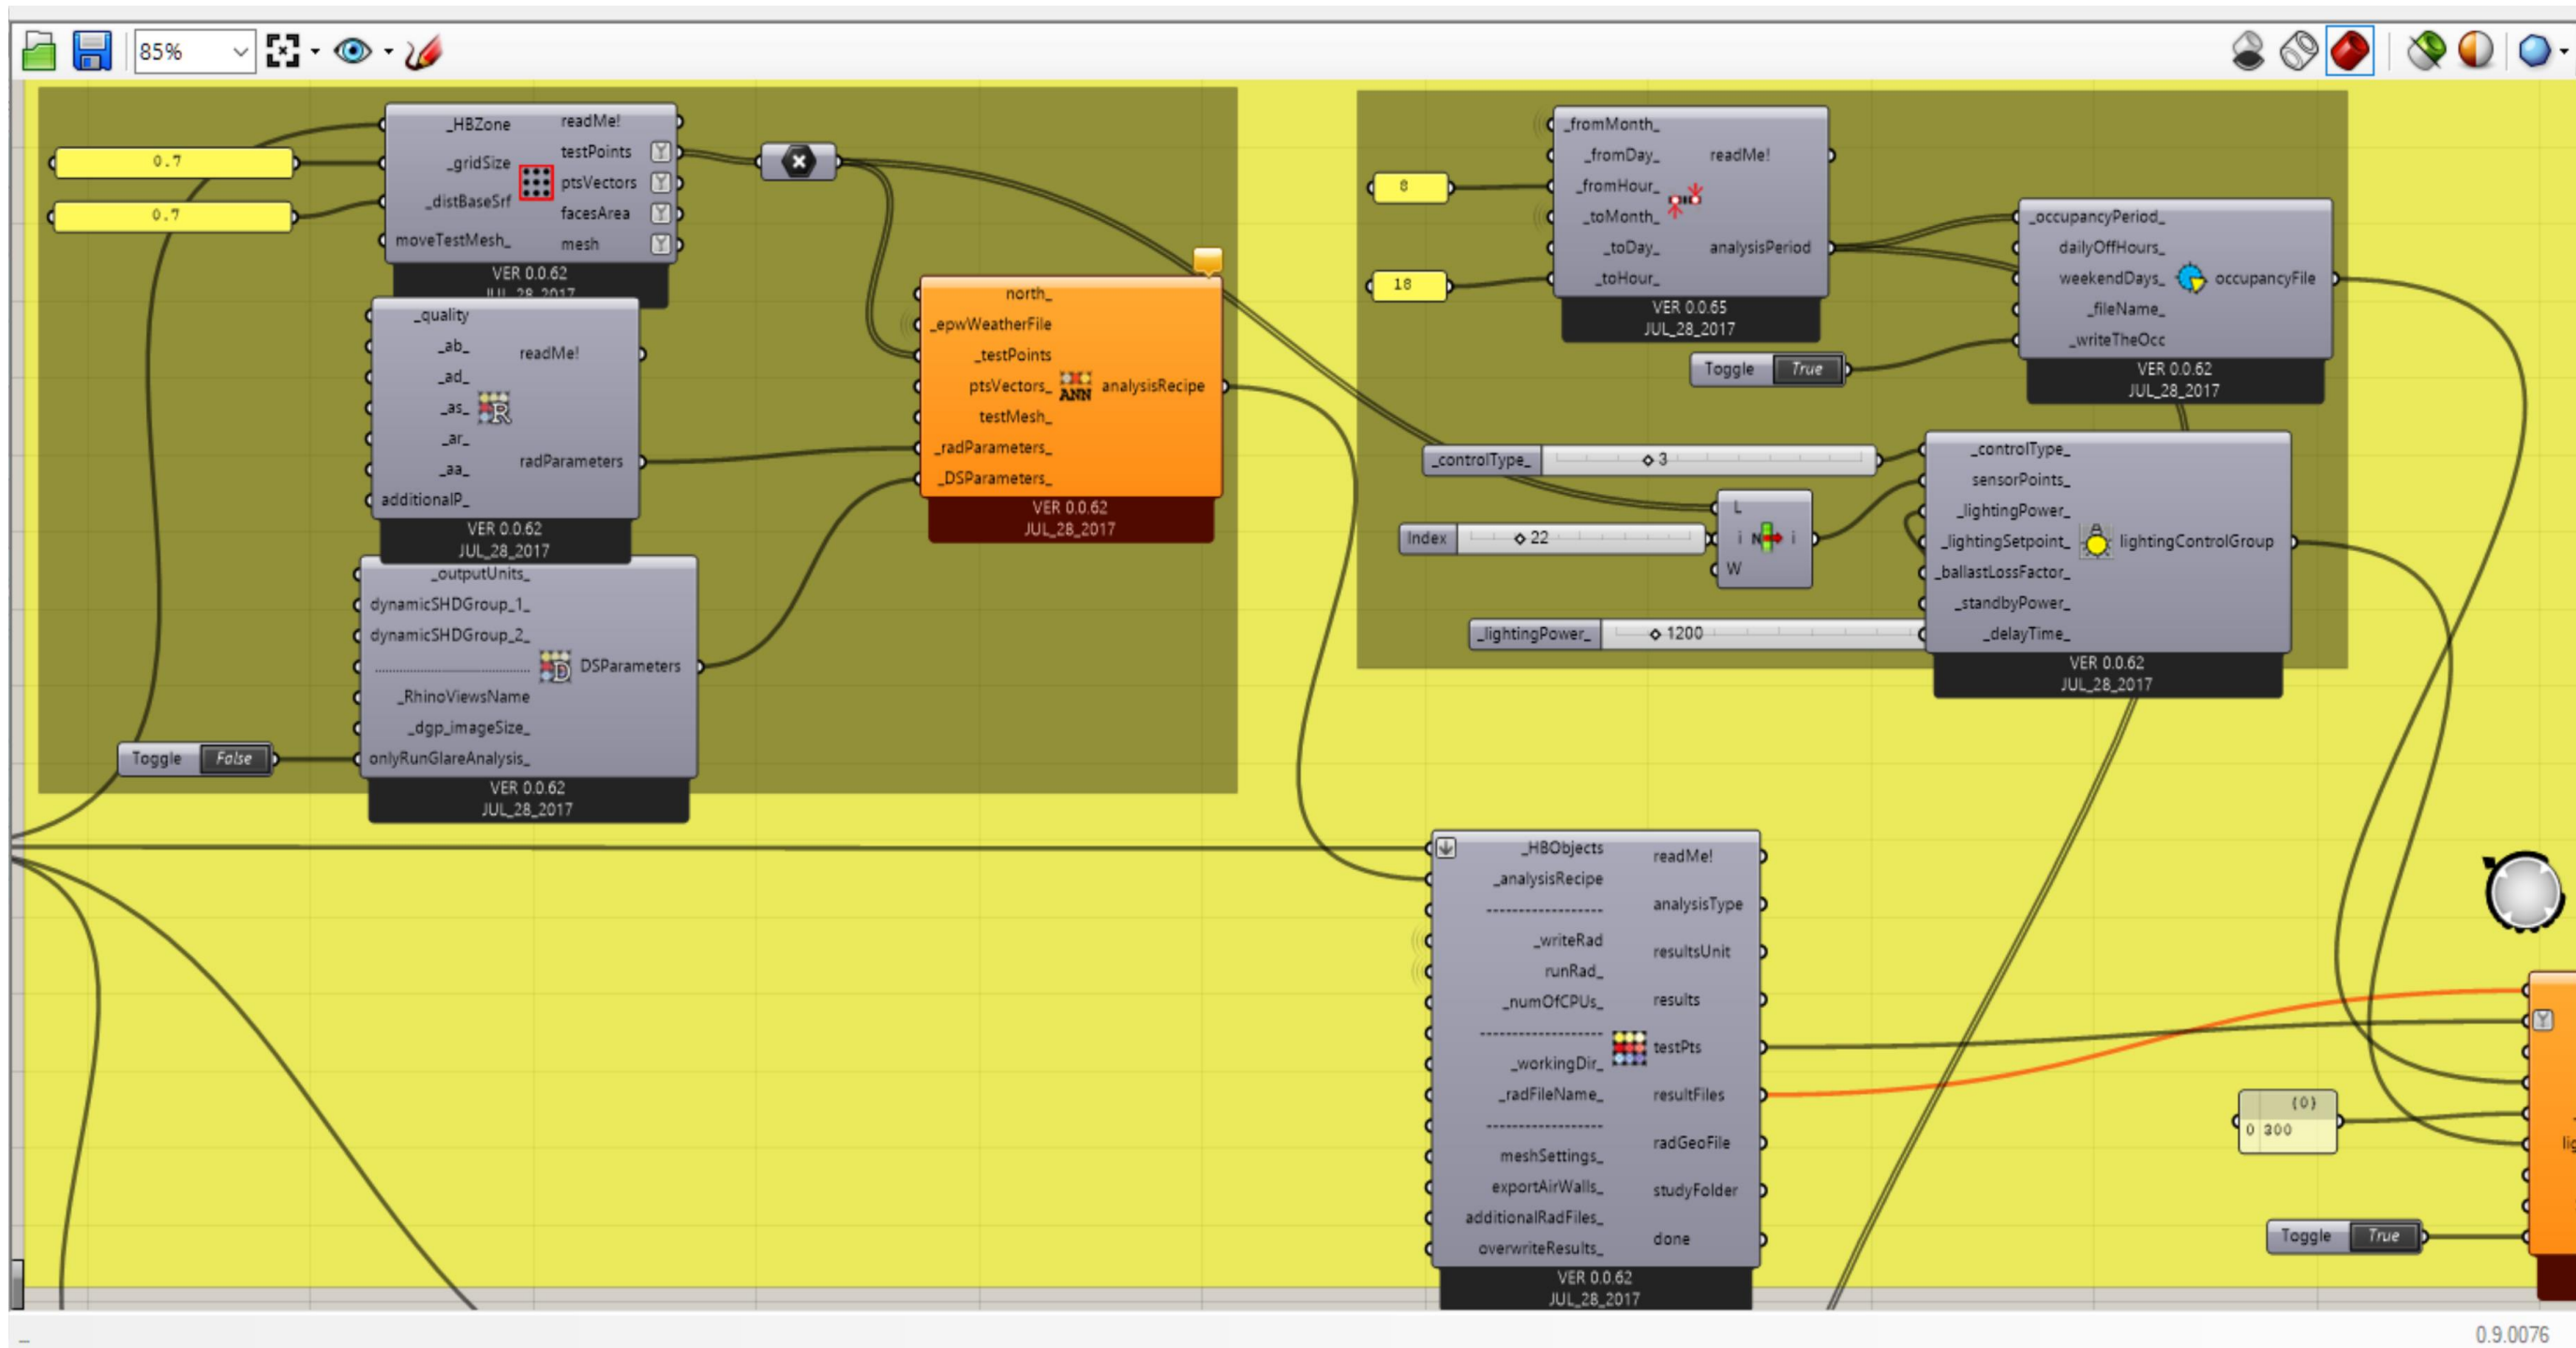 85%
0.7
0.7
_HBZone
_gridSize
_distBaseSrf
moveTestMesh_
readMe!
testPoints
ptsVectors
facesArea
mesh
VER 0.0.62
JUL_28_2017
_quality
_ab_
_ad_
_as_
_ar_
_aa_
additionalP_
readMe!
radParameters
R
VER 0.0.62
JUL_28_2017
_outputUnits_
dynamicSHDGroup_1_
dynamicSHDGroup_2_
_RhinoViewsName
_dgp_imageSize_
onlyRunGlareAnalysis_
D
DSParameters
VER 0.0.62
JUL_28_2017
Toggle False
north_
_epwWeatherFile
_testPoints
ptsVectors_
testMesh_
_radParameters_
_DSParameters_
ANN
analysisRecipe
VER 0.0.62
JUL_28_2017
8
18
_fromMonth_
_fromDay_
_fromHour_
_toMonth_
_toDay_
_toHour_
readMe!
analysisPeriod
VER 0.0.65
JUL_28_2017
Toggle True
_occupancyPeriod_
dailyOffHours_
weekendDays_
_fileName_
_writeTheOcc
occupancyFile
VER 0.0.62
JUL_28_2017
_controlType_ 3
Index 22
L
i N i
W
_lightingPower_ 1200
_controlType_
sensorPoints_
_lightingPower_
_lightingSetpoint_
_ballastLossFactor_
_standbyPower_
_delayTime_
lightingControlGroup
VER 0.0.62
JUL_28_2017
_HBObjects
_analysisRecipe
------------------
_writeRad
runRad_
_numOfCPUs_
-------------------
_workingDir_
_radFileName_
------------------
meshSettings_
exportAirWalls_
additionalRadFiles_
overwriteResults_
readMe!
analysisType
resultsUnit
results
testPts
resultFiles
radGeoFile
studyFolder
done
VER 0.0.62
JUL_28_2017
{0}
0 300
Toggle True
0.9.0076